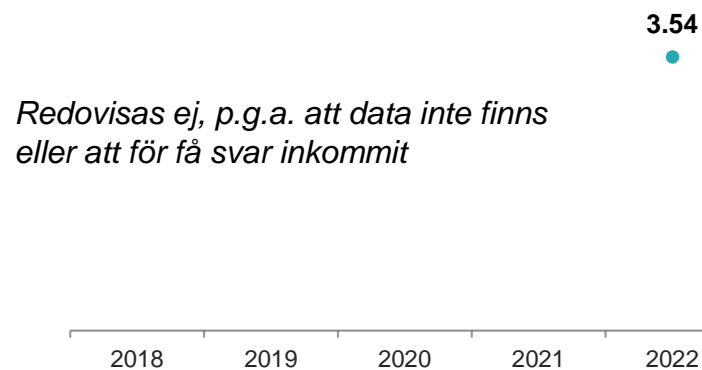 3.54
Redovisas ej, p.g.a. att data inte finns
eller att för få svar inkommit
2018 2019 2020 2021 2022